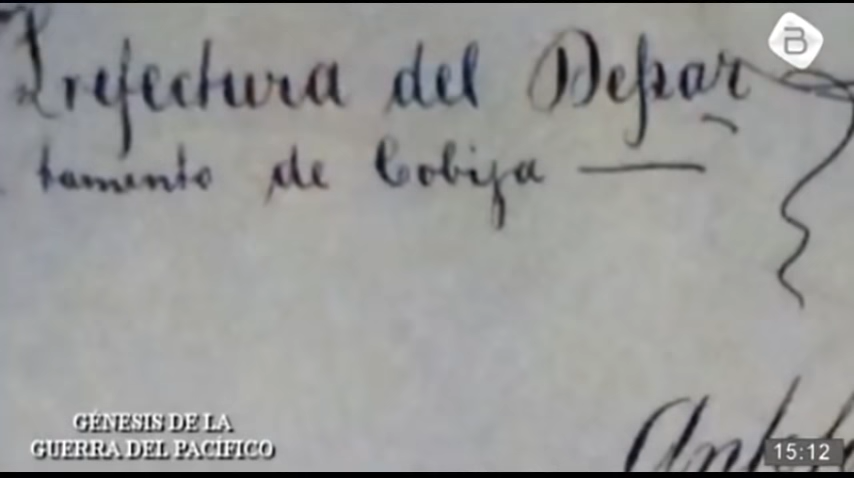 Prefectura del Depar
tamento de Cobija
GÉNESIS DE LA
GUERRA DEL PACÍFICO
B
15:12